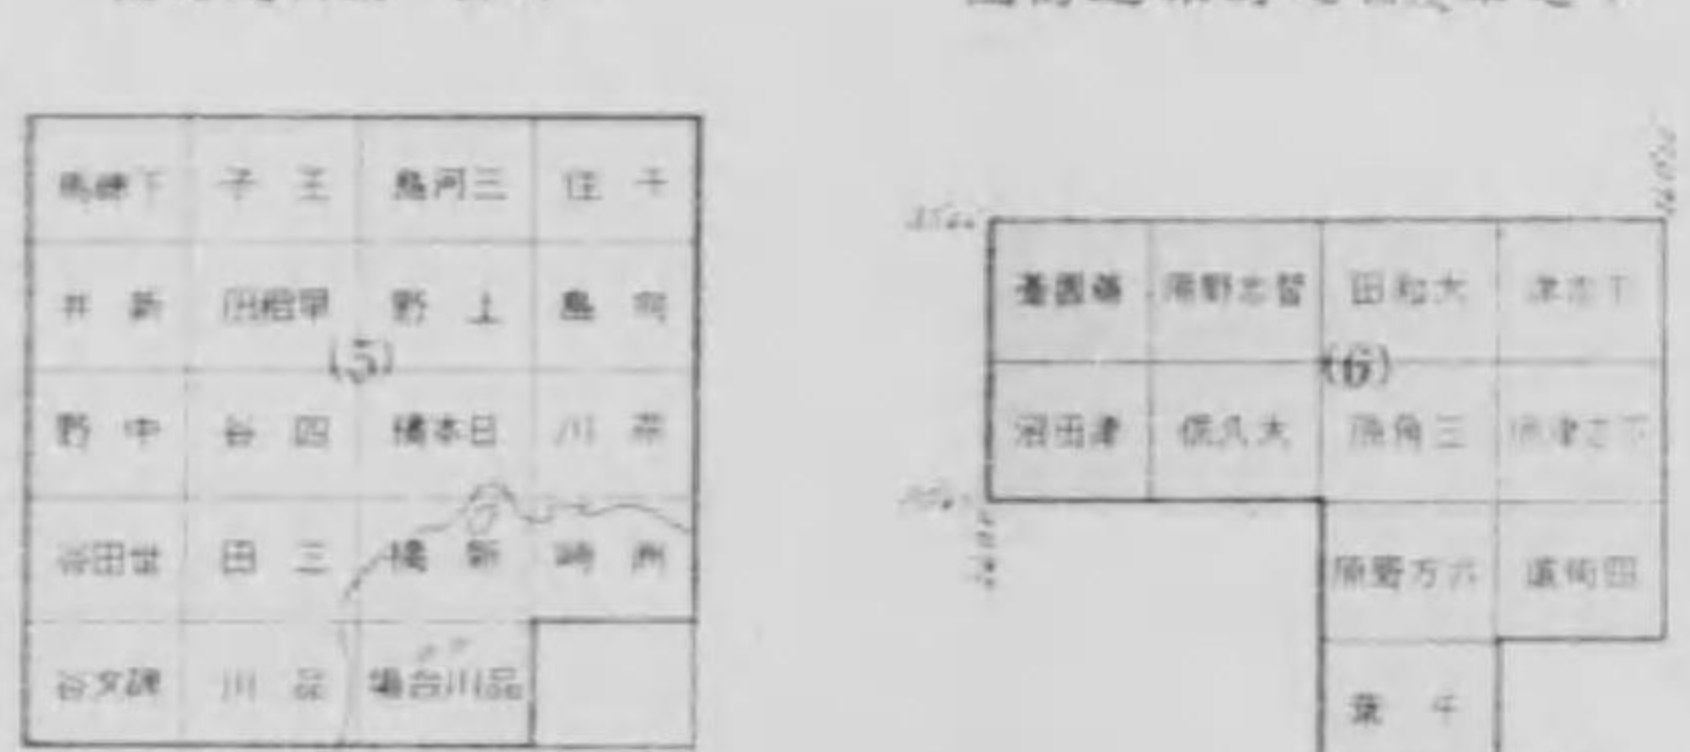 千住
三河島
王子
下練馬
向島
上野
早稲田
新井
(5)
深川
日本橋
四谷
中野
洲崎
新橋
三田
世田谷
品川台場
品川
碑文谷
下志津
大和田
習志野原
薬園臺
(6)
下志津原
三角原
大久保
津田沼
四街道
六方野原
千葉